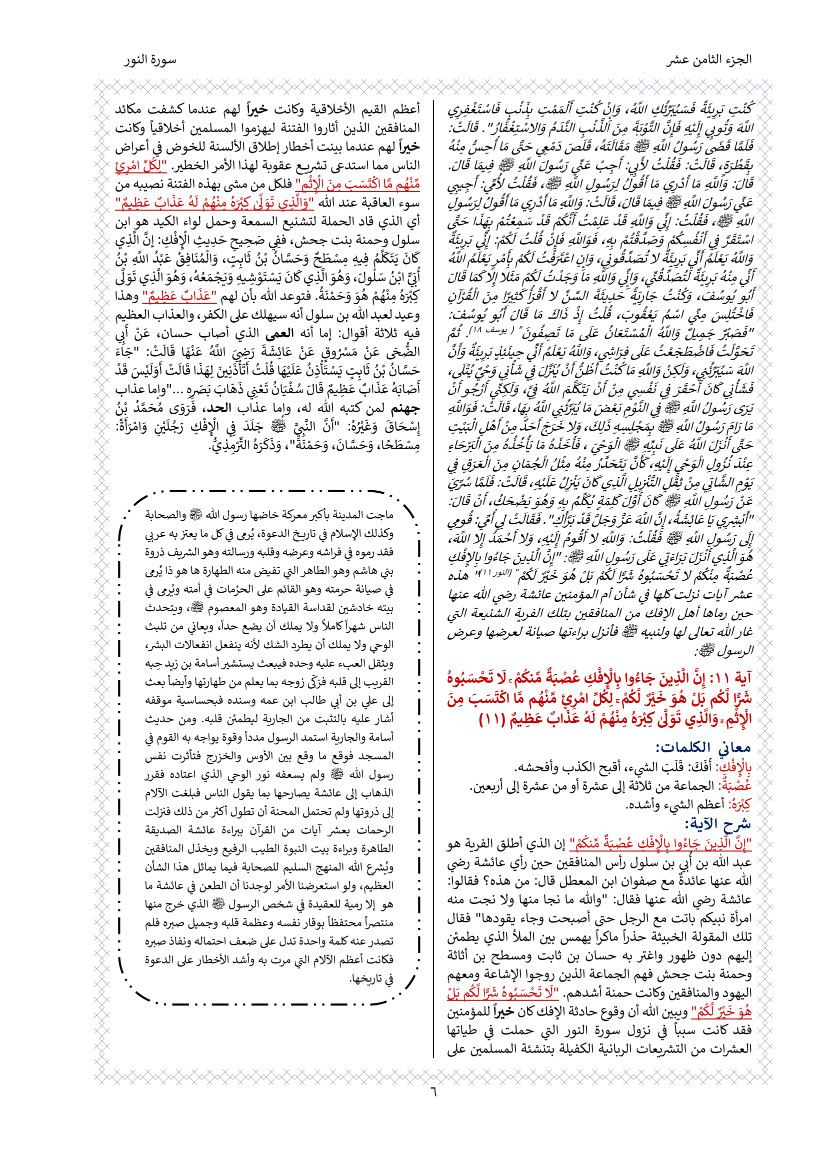 الجزء الثامن عشر
سورة النور
كُنْتِ بَرِيئَةً فَسَيُبَرِّئُكِ اللَّهُ، وَإِنْ كُنْتِ أَلْمَمْتِ بِذَنْبٍ فَاسْتَغْفِرِي
اللَّهَ وَتُوبِي إِلَيْهِ فَإِنَّ التَّوْبَةَ مِنَ الذَّنْبِ النَّدَمُ وَالِاسْتِغْفَارُ". قَالَتْ:
فَلَمَّا قَضَى رَسُولُ اللَّهِ ﷺ مَقَالَتَهُ، قَلَصَ دَمْعِي حَتَّى مَا أُحِسُّ مِنْهُ
بِقَطْرَةٍ، قَالَتْ: فَقُلْتُ لِأَبِي: أَجِبْ عَنِّي رَسُولَ اللَّهِ ﷺ فِيمَا قَالَ.
قَالَ: وَاللَّهِ مَا أَدْرِي مَا أَقُولُ لِرَسُولِ اللَّهِ ﷺ، فَقُلْتُ لِأُمِّي: أَجِيبِي
عَنِّي رَسُولَ اللَّهِ فِيمَا قَالَ، قَالَتْ: وَاللَّهِ مَا أَدْرِي مَا أَقُولُ لِرَسُولِ
اللَّهِ ﷺ، فَقُلْتُ: إِنِّي وَاللَّهِ قَدْ عَلِمْتُ أَنَّكُمْ قَدْ سَمِعْتُمْ بِهَذَا حَتَّى
اسْتَقَرَّ فِي أَنْفُسِكُمْ وَصَدَّقْتُمْ بِهِ، فَوَاللَّهِ فَإِنْ قُلْتُ لَكُمْ: إِنِّي بَرِيئَةٌ
وَاللَّهُ يَعْلَمُ أَنِّي بَرِيئَةٌ لَا تُصَدِّقُونِي، وَإِنِ اعْتَرَفْتُ لَكُمْ بِأَمْرٍ يَعْلَمُ اللَّهُ
أَنِّي مِنْهُ بَرِيئَةٌ لَتُصَدِّقُنِّي، وَإِنِّي وَاللَّهِ مَا وَجَدْتُ لَكُمْ مَثَلًا إِلَّا كَمَا قَالَ
أَبُو يُوسُفَ، وَكُنْتُ جَارِيَةً حَدِيثَةَ السِّنِّ لَا أَقْرَأُ كَثِيرًا مِنَ الْقُرْآنِ
فَاخْتُلِسَ مِنِّي اسْمُ يَعْقُوبَ، قُلْتُ إِذْ ذَاكَ مَا قَالَ أَبُو يُوسُفَ:
"فَصَبْرٌ جَمِيلٌ وَاللَّهُ الْمُسْتَعَانُ عَلَى مَا تَصِفُونَ" (يوسف ١٨)، ثُمَّ
تَحَوَّلْتُ فَاضْطَجَعْتُ عَلَى فِرَاشِي، وَاللَّهُ يَعْلَمُ أَنِّي حِينَئِذٍ بَرِيئَةٌ وَأَنَّ
اللَّهَ سَيُبَرِّئُنِي، وَلَكِنْ وَاللَّهِ مَا كُنْتُ أَظُنُّ أَنْ يُنَزِّلَ فِي شَأْنِي وَحْيٌ يُتْلَى،
فَشَأْنِي كَانَ أَحْقَرَ فِي نَفْسِي مِنْ أَنْ يَتَكَلَّمَ اللَّهُ فِيَّ، وَلَكِنِّي أَرْجُو أَنْ
يَرَى رَسُولُ اللَّهِ ﷺ فِي النَّوْمِ بَعْضَ مَا يُبَرِّئُنِي اللَّهُ بِهَا، قَالَتْ: فَوَاللَّهِ
مَا رَامَ رَسُولُ اللَّهِ ﷺ بِمَجْلِسِهِ ذَلِكَ، وَلَا خَرَجَ أَحَدٌ مِنْ أَهْلِ الْبَيْتِ
حَتَّى أَنْزَلَ اللَّهُ عَلَى نَبِيِّهِ ﷺ الْوَحْيَ، فَأَخَذَهُ مَا يَأْخُذُهُ مِنَ الْبُرَحَاءِ
عِنْدَ نُزُولِ الْوَحْيِ إِلَيْهِ، كَأَنْ يَتَحَدَّرُ مِنْهُ مِثْلُ الْجُمَانِ مِنَ الْعَرَقِ فِي
يَوْمِ الشَّاتِي مِنْ ثِقَلِ التَّنْزِيلِ الَّذِي كَانَ يَنْزِلُ عَلَيْهِ، قَالَتْ: فَلَمَّا سُرِّيَ
عَنْ رَسُولِ اللَّهِ ﷺ كَانَ أَوَّلَ كَلِمَةٍ يُكَلِّمُ بِهِ وَهُوَ يَضْحَكُ، أَنْ قَالَ:
"أَبْشِرِي يَا عَائِشَةُ، إِنَّ اللَّهَ عَزَّ وَجَلَّ قَدْ بَرَّأَكِ". فَقَالَتْ لِي أُمِّي: قُومِي
إِلَى رَسُولِ اللَّهِ ﷺ فَقُلْتُ: وَاللَّهِ لَا أَقُومُ إِلَيْهِ، وَلَا أَحْمَدُ إِلَّا اللَّهَ،
هُوَ الَّذِي أَنْزَلَ بَرَاءَتِي عَلَى رَسُولِ اللَّهِ ﷺ: "إِنَّ الَّذِينَ جَاءُوا بِالْإِفْكِ
عُصْبَةٌ مِنْكُمْ لَا تَحْسَبُوهُ شَرًّا لَكُمْ بَلْ هُوَ خَيْرٌ لَكُمْ" (النور ١١)" هذه
عشر آيات نزلت كلها في شأن أم المؤمنين عائشة رضي الله عنها
حين رماها أهل الإفك من المنافقين بتلك الفرية الشنيعة التي
غار الله تعالى لها ولنبيه ﷺ فأنزل براءتها صيانة لعرضها وعرض
الرسول ﷺ:
آية ١١: إِنَّ الَّذِينَ جَاءُوا بِالْإِفْكِ عُصْبَةٌ مِّنكُمْ ۚ لَا تَحْسَبُوهُ
شَرًّا لَّكُم بَلْ هُوَ خَيْرٌ لَّكُمْ ۚ لِكُلِّ امْرِئٍ مِّنْهُم مَّا اكْتَسَبَ مِنَ
الْإِثْمِ ۚ وَالَّذِي تَوَلَّىٰ كِبْرَهُ مِنْهُمْ لَهُ عَذَابٌ عَظِيمٌ (١١)
معاني الكلمات:
بِالْإِفْكِ: أَفَكَ: قَلَبَ الشيء، أقبح الكذب وأفحشه.
عُصْبَةٌ: الجماعة من ثلاثة إلى عشرة أو من عشرة إلى أربعين.
كِبْرَهُ: أعظم الشيء وأشده.
شرح الآية:
"إِنَّ الَّذِينَ جَاءُوا بِالْإِفْكِ عُصْبَةٌ مِّنكُمْ" إن الذي أطلق الفرية هو
عبد الله بن أُبي بن سلول رأس المنافقين حين رأى عائشة رضي
الله عنها عائدةً مع صفوان ابن المعطل قال: من هذه؟ فقالوا:
عائشة رضي الله عنها فقال: "والله ما نجا منها ولا نجت منه
امرأة نبيكم باتت مع الرجل حتى أصبحت وجاء يقودها" فقال
تلك المقولة الخبيثة حذراً ماكراً يهمس بين الملأ الذي يطمئن
إليهم دون ظهور واغتر به حسان بن ثابت ومسطح بن أثاثة
وحمنة بنت جحش فهم الجماعة الذين روجوا الإشاعة ومعهم
اليهود والمنافقين وكانت حمنة أشدهم. "لَا تَحْسَبُوهُ شَرًّا لَّكُم بَلْ
هُوَ خَيْرٌ لَّكُمْ" ويبين الله أن وقوع حادثة الإفك كان خيراً للمؤمنين
فقد كانت سبباً في نزول سورة النور التي حملت في طياتها
العشرات من التشريعات الربانية الكفيلة بتنشئة المسلمين على
أعظم القيم الأخلاقية وكانت خيراً لهم عندما كشفت مكائد
المنافقين الذين أثاروا الفتنة ليهزموا المسلمين أخلاقياً وكانت
خيراً لهم عندما بينت أخطار إطلاق الألسنة للخوض في أعراض
الناس مما استدعى تشريع عقوبة لهذا الأمر الخطير. "لِكُلِّ امْرِئٍ
مِّنْهُم مَّا اكْتَسَبَ مِنَ الْإِثْمِ" فلكل من مشى بهذه الفتنة نصيبه من
سوء العاقبة عند الله "وَالَّذِي تَوَلَّىٰ كِبْرَهُ مِنْهُمْ لَهُ عَذَابٌ عَظِيمٌ"
أي الذي قاد الحملة لتشنيع السمعة وحمل لواء الكيد هو ابن
سلول وحمنة بنت جحش، ففِي صَحِيحِ حَدِيثِ الْإِفْكِ: إِنَّ الَّذِي
كَانَ يَتَكَلَّمُ فِيهِ مِسْطَحٌ وَحَسَّانُ بْنُ ثَابِتٍ، وَالْمُنَافِقُ عَبْدُ اللَّهِ بْنُ
أُبَيٍّ ابْنُ سَلُولَ، وَهُوَ الَّذِي كَانَ يَسْتَوْشِيهِ وَيَجْمَعُهُ، وَهُوَ الَّذِي تَوَلَّى
كِبْرَهُ مِنْهُمْ هُوَ وَحَمْنَةُ. فتوعد الله بأن لهم "عَذَابٌ عَظِيمٌ" وهذا
وعيد لعبد الله بن سلول أنه سيهلك على الكفر، والعذاب العظيم
فيه ثلاثة أقوال: إما أنه العمى الذي أصاب حسان، عَنْ أَبِي
الضُّحَى عَنْ مَسْرُوقٍ عَنْ عَائِشَةَ رَضِيَ اللَّهُ عَنْهَا قَالَتْ: "جَاءَ
حَسَّانُ بْنُ ثَابِتٍ يَسْتَأْذِنُ عَلَيْهَا قُلْتُ أَتَأْذَنِينَ لِهَذَا قَالَتْ أَوَلَيْسَ قَدْ
أَصَابَهُ عَذَابٌ عَظِيمٌ قَالَ سُفْيَانُ تَعْنِي ذَهَابَ بَصَرِهِ ..."وإما عذاب
جهنم لمن كتبه الله له، وإما عذاب الحد، فَرَوَى مُحَمَّدُ بْنُ
إِسْحَاقَ وَغَيْرُهُ: "أَنَّ النَّبِيَّ ﷺ جَلَدَ فِي الْإِفْكِ رَجُلَيْنِ وَامْرَأَةً:
مِسْطَحًا، وَحَسَّانَ، وَحَمْنَةَ"، وَذَكَرَهُ التِّرْمِذِيُّ.
ماجت المدينة بأكبر معركة خاضها رسول الله ﷺ والصحابة
وكذلك الإسلام في تاريخ الدعوة، يُرمى في كل ما يعتز به عربي
فقد رموه في فراشه وعرضه وقلبه ورسالته وهو الشريف ذروة
بني هاشم وهو الطاهر التي تفيض منه الطهارة ها هو ذا يُرمى
في صيانة حرمته وهو القائم على الحرُمات في أمته ويُرمى في
بيته خادشين لقداسة القيادة وهو المعصوم ﷺ، ويتحدث
الناس شهراً كاملاً ولا يملك أن يضع حداً، ويعاني من تلبث
الوحي ولا يملك أن يطرد الشك لأنه ينفعل انفعالات البشر،
ويثقل العبء عليه وحده فيبعث يستشير أسامة بن زيد حِبه
القريب إلى قلبه فزكّى زوجه بما يعلم من طهارتها وأيضاً بعث
إلى علي بن أبي طالب ابن عمه وسنده فبحساسية موقفه
أشار عليه بالتثبت من الجارية ليطمئن قلبه. ومن حديث
أسامة والجارية استمد الرسول مدداً وقوة يواجه به القوم في
المسجد فوقع ما وقع بين الأوس والخزرج فتأثرت نفس
رسول الله ﷺ ولم يسعفه نور الوحي الذي اعتاده فقرر
الذهاب إلى عائشة يصارحها بما يقول الناس فبلغت الآلام
إلى ذروتها ولم تحتمل المحنة أن تطول أكثر من ذلك فنزلت
الرحمات بعشر آيات من القرآن ببراءة عائشة الصديقة
الطاهرة وبراءة بيت النبوة الطيب الرفيع ويخذل المنافقين
ويُشرع الله المنهج السليم للصحابة فيما يماثل هذا الشأن
العظيم، ولو استعرضنا الأمر لوجدنا أن الطعن في عائشة ما
هو إلا رمية للعقيدة في شخص الرسول ﷺ الذي خرج منها
منتصراً محتفظاً بوقار نفسه وعظمة قلبه وجميل صبره فلم
تصدر عنه كلمة واحدة تدل على ضعف احتماله ونفاذ صبره
فكانت أعظم الآلام التي مرت به وأشد الأخطار على الدعوة
في تاريخها.
٦